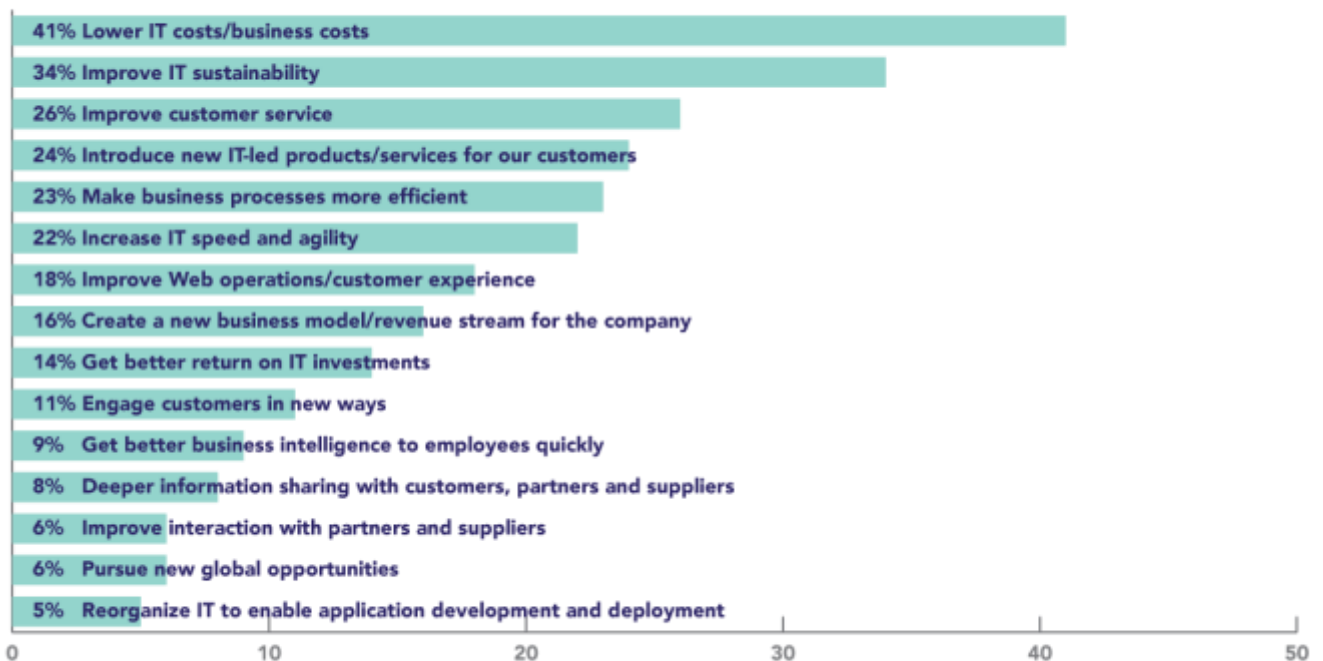 41% Lower IT costs/business costs
34% Improve IT sustainability
26% Improve customer service
24% Introduce new IT-led products/services for our customers
23% Make business processes more efficient
22% Increase IT speed and agility
18% Improve Web operations/customer experience
16% Create a new business model/revenue stream for the company
14% Get better return on IT investments
11% Engage customers in new ways
9% Get better business intelligence to employees quickly
8% Deeper information sharing with customers, partners and suppliers
6% Improve interaction with partners and suppliers
6% Pursue new global opportunities
5% Reorganize IT to enable application development and deployment
0 10 20 30 40 50